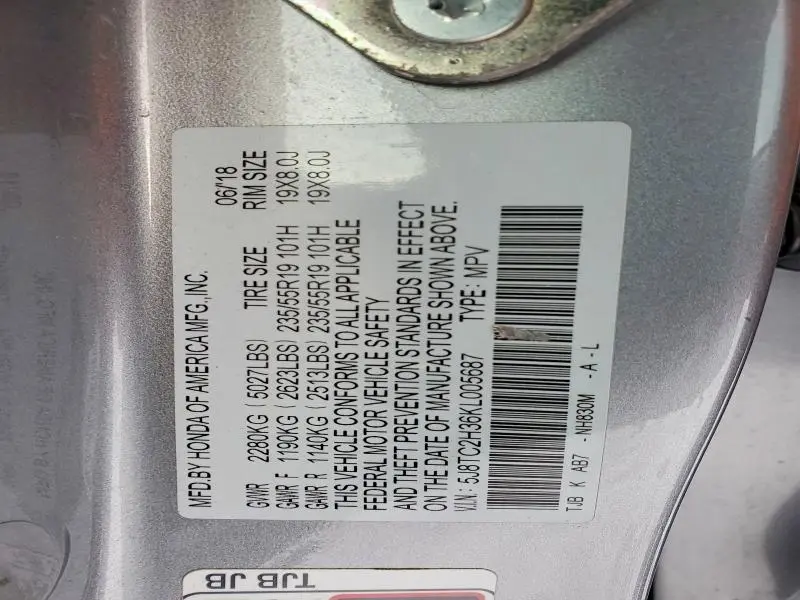 MFD.BY HONDA OF AMERICA MFG.,INC. 06/'18
GVWR 2280KG ( 5027LBS) TIRE SIZE RIM SIZE
GAWR F 1190KG ( 2623LBS) 235/55R19 101H 19X8.0J
GAWR R 1140KG ( 2513LBS) 235/55R19 101H 19X8.0J
THIS VEHICLE CONFORMS TO ALL APPLICABLE
FEDERAL MOTOR VEHICLE SAFETY
AND THEFT PREVENTION STANDARDS IN EFFECT
ON THE DATE OF MANUFACTURE SHOWN ABOVE.
V.I.N: 5J8TC2H36KL005687 TYPE: MPV
TJB K AB7 -NH830M -A-L
TJB JB